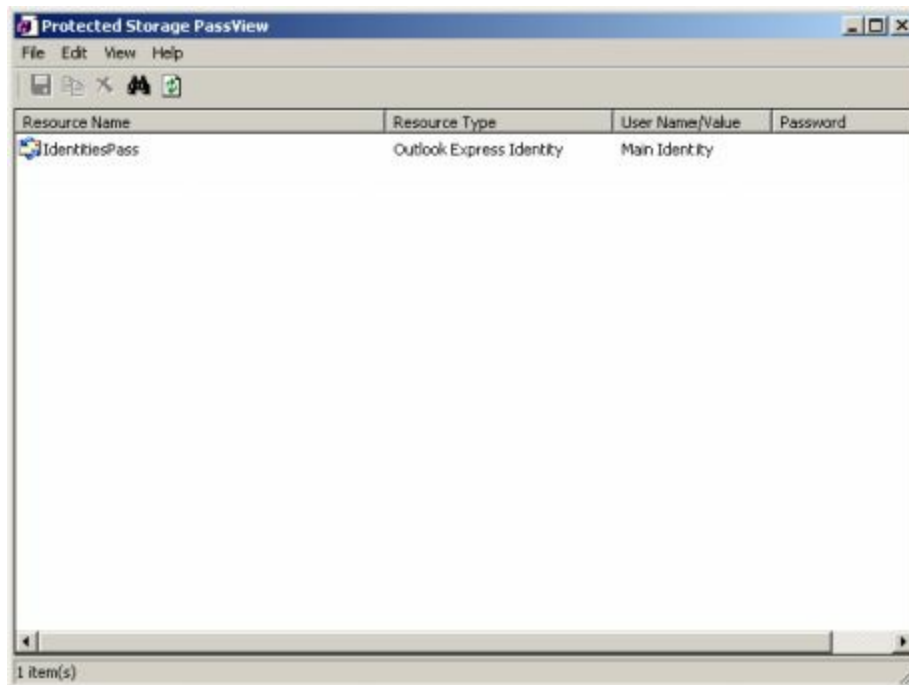 Protected Storage PassView
File Edit View Help
Resource Name Resource Type User Name/Value Password
IdentitiesPass Outlook Express Identity Main Identity
1 item(s)